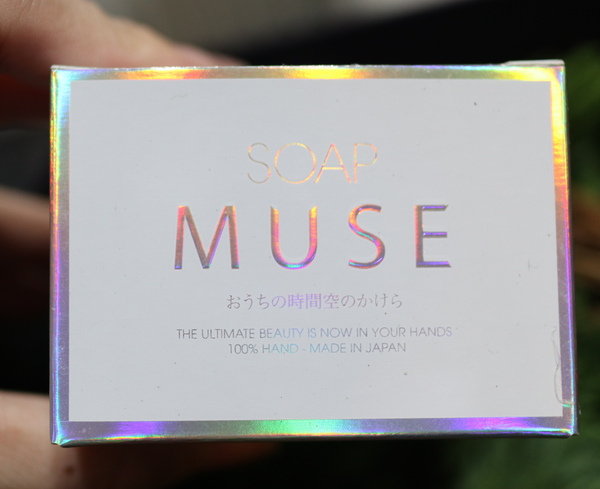 SOAP
MUSE
おうちの時間空のかけら
THE ULTIMATE BEAUTY IS NOW IN YOUR HANDS
100% HAND - MADE IN JAPAN